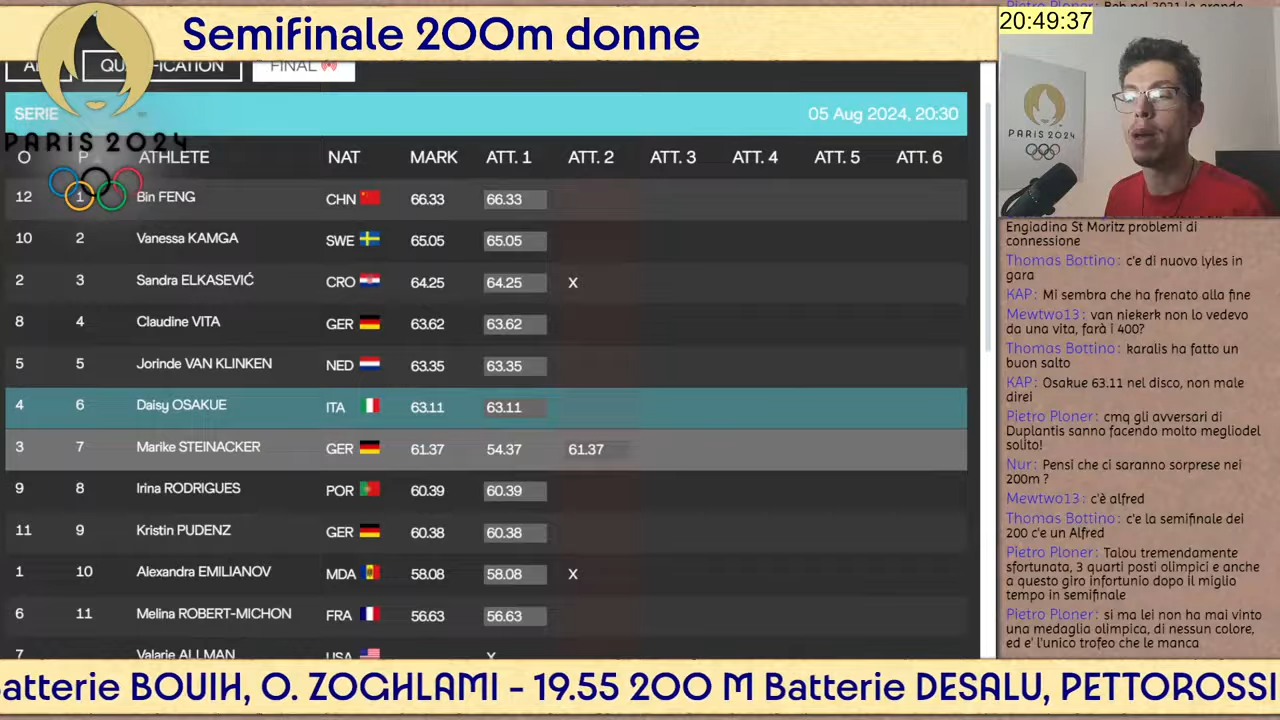 Semifinale 200m donne
20:49:37
FINAL
SERIE
05 Aug 2024, 20:30
PARIS 2024
O P ATHLETE NAT MARK ATT. 1 ATT. 2 ATT. 3 ATT. 4 ATT. 5 ATT. 6
12 1 Bin FENG CHN 66.33 66.33
10 2 Vanessa KAMGA SWE 65.05 65.05
2 3 Sandra ELKASEVIĆ CRO 64.25 64.25 X
8 4 Claudine VITA GER 63.62 63.62
5 5 Jorinde VAN KLINKEN NED 63.35 63.35
4 6 Daisy OSAKUE ITA 63.11 63.11
3 7 Marike STEINACKER GER 61.37 54.37 61.37
9 8 Irina RODRIGUES POR 60.39 60.39
11 9 Kristin PUDENZ GER 60.38 60.38
1 10 Alexandra EMILIANOV MDA 58.08 58.08 X
6 11 Melina ROBERT-MICHON FRA 56.63 56.63
7 Valarie ALLMAN USA X
PARIS 2024
Engiadina St Moritz problemi di
connessione
Thomas Bottino: c'e di nuovo lyles in
gara
KAP: Mi sembra che ha frenato alla fine
Mewtwo13: van niekerk non lo vedevo
da una vita, farà i 400?
Thomas Bottino: karalis ha fatto un
buon salto
KAP: Osakue 63.11 nel disco, non male
direi
Pietro Ploner: cmq gli avversari di
Duplantis sanno facendo molto megliodel
solito!
Nur: Pensi che ci saranno sorprese nei
200m ?
Mewtwo13: c'è alfred
Thomas Bottino: c'e la semifinale dei
200 c'e un Alfred
Pietro Ploner: Talou tremendamente
sfortunata, 3 quarti posti olimpici e anche
a questo giro infortunio dopo il miglio
tempo in semifinale
Pietro Ploner: si ma lei non ha mai vinto
una medaglia olimpica, di nessun colore,
ed e' l'unico trofeo che le manca
atterie BOUIH, O. ZOGHLAMI - 19.55 200 M Batterie DESALU, PETTOROSSI